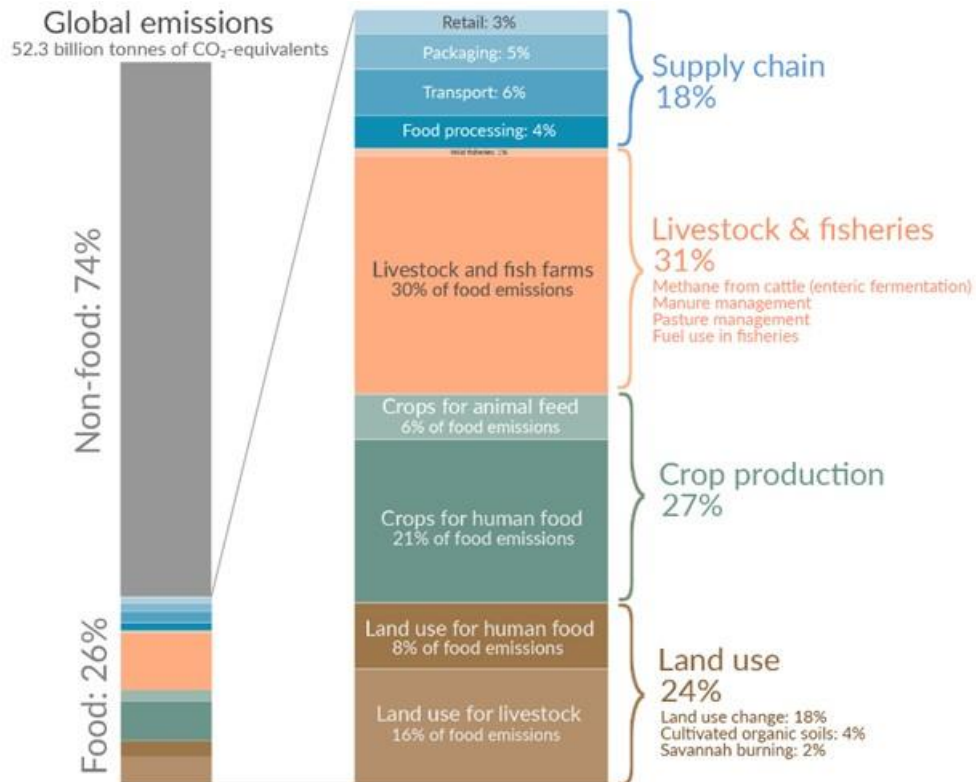 Global emissions
52.3 billion tonnes of CO₂-equivalents
Non-food: 74%
Food: 26%
Retail: 3%
Packaging: 5%
Transport: 6%
Food processing: 4%
Wild fisheries: 1%
Livestock and fish farms
30% of food emissions
Crops for animal feed
6% of food emissions
Crops for human food
21% of food emissions
Land use for human food
8% of food emissions
Land use for livestock
16% of food emissions
Supply chain
18%
Livestock & fisheries
31%
Methane from cattle (enteric fermentation)
Manure management
Pasture management
Fuel use in fisheries
Crop production
27%
Land use
24%
Land use change: 18%
Cultivated organic soils: 4%
Savannah burning: 2%